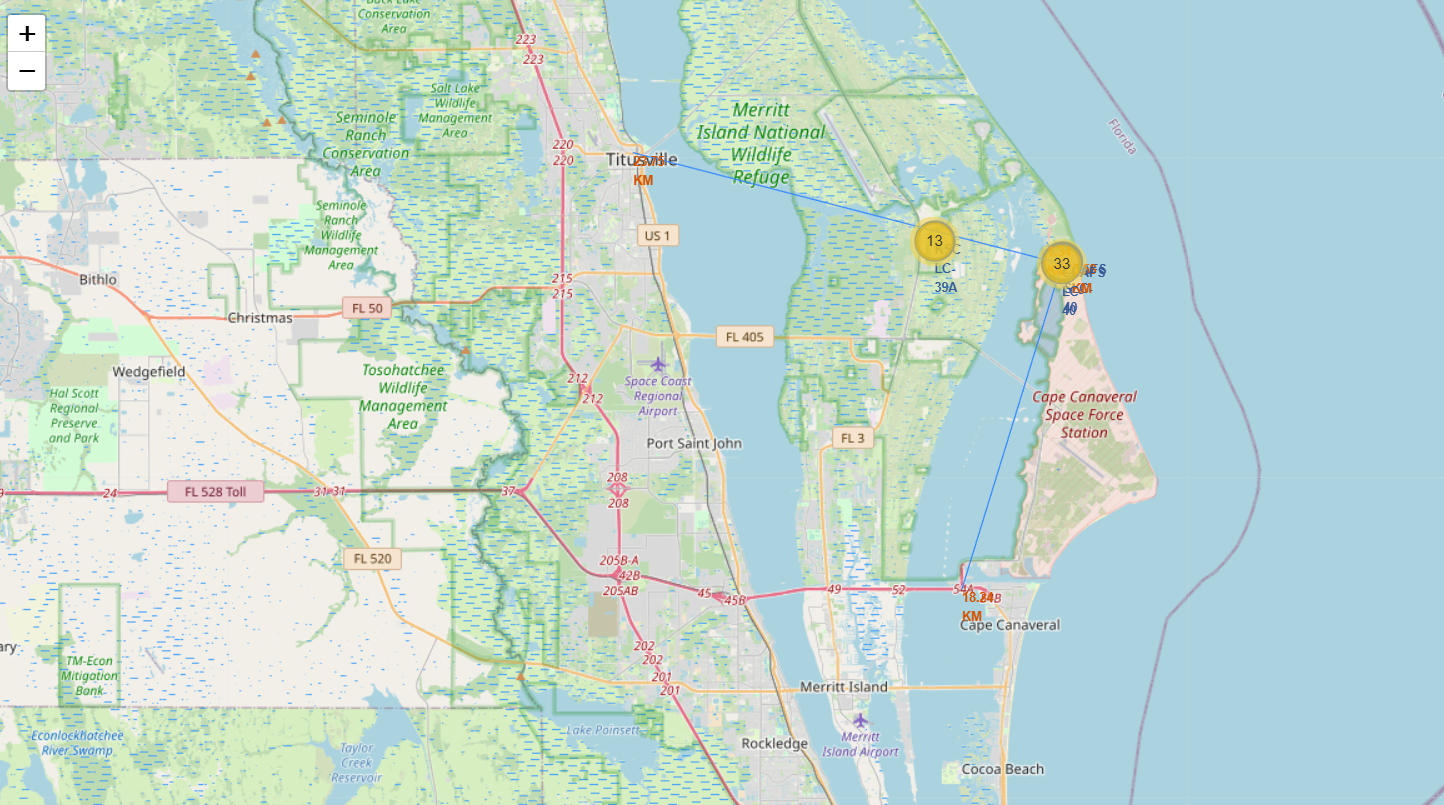 +
−
Back Lake
Conservation
Area
223
223
Salt Lake
Wildlife
Management
Area
Seminole
Ranch
Conservation
Area
220
220
Titusville
KM
Merritt
Island National
Wildlife
Refuge
Florida
Seminole
Ranch
Wildlife
Management
Area
US 1
13
LC-
39A
33
KM
40
Bithlo
215
215
FL 50
Christmas
FL 405
Wedgefield
Tosohatchee
Wildlife
Management
Area
212
212
Space Coast
Regional
Airport
Hal Scott
Regional
Preserve
and Park
Cape Canaveral
Space Force
Station
Port Saint John
FL 3
24
FL 528 Toll
31 31
37
208
208
FL 520
205B-A
42B
205AB
45
45B
49
52
54A
18.24
KM
Cape Canaveral
TM-Econ
Mitigation
Bank
202
202
201
201
Merritt Island
Econlockhatchee
River Swamp
Taylor
Creek
Reservoir
Lake Poinsett
Rockledge
Merritt
Island Airport
Cocoa Beach